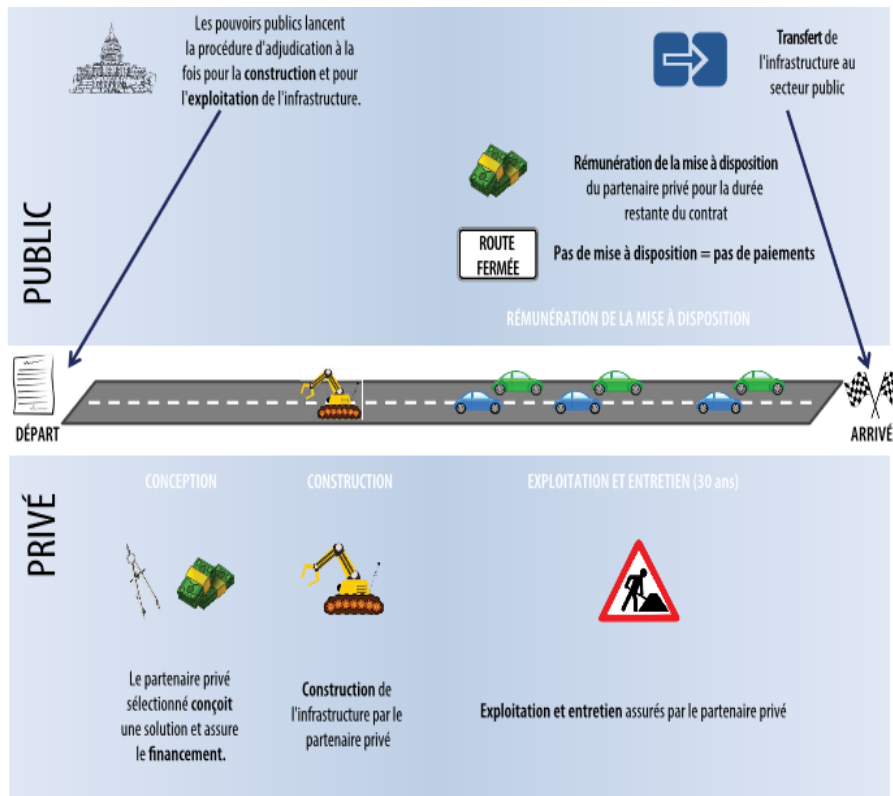 Les pouvoirs publics lancent
la procédure d'adjudication à la
fois pour la construction et pour
l'exploitation de l'infrastructure.
Transfert de
l'infrastructure au
secteur public
Rémunération de la mise à disposition
du partenaire privé pour la durée
restante du contrat
ROUTE
FERMÉE
Pas de mise à disposition = pas de paiements
PUBLIC
RÉMUNÉRATION DE LA MISE À DISPOSITION
DÉPART
ARRIVÉ
PRIVÉ
CONCEPTION
CONSTRUCTION
EXPLOITATION ET ENTRETIEN (30 ans)
Le partenaire privé
sélectionné conçoit
une solution et assure
le financement.
Construction de
l'infrastructure par le
partenaire privé
Exploitation et entretien assurés par le partenaire privé